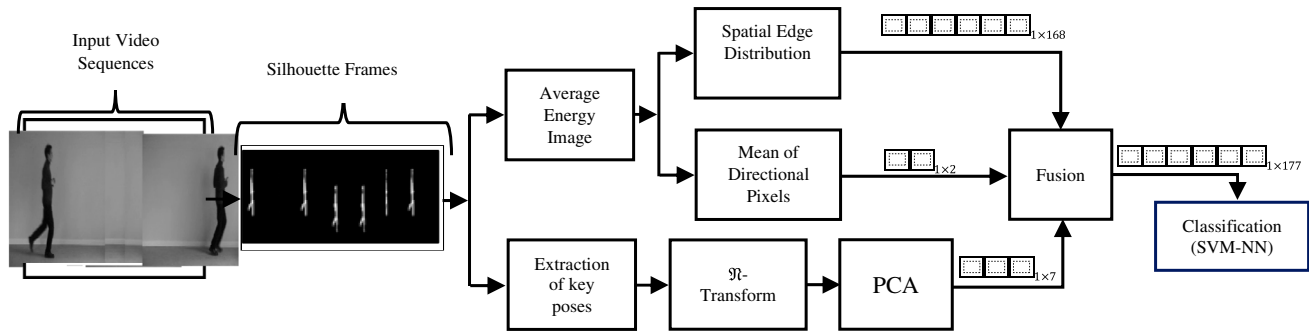 Input Video
Sequences
Silhouette Frames
Average
Energy
Image
Spatial Edge
Distribution
1×168
Mean of
Directional
Pixels
1×2
Extraction
of key
poses
ℜ-
Transform
PCA
1×7
Fusion
1×177
Classification
(SVM-NN)